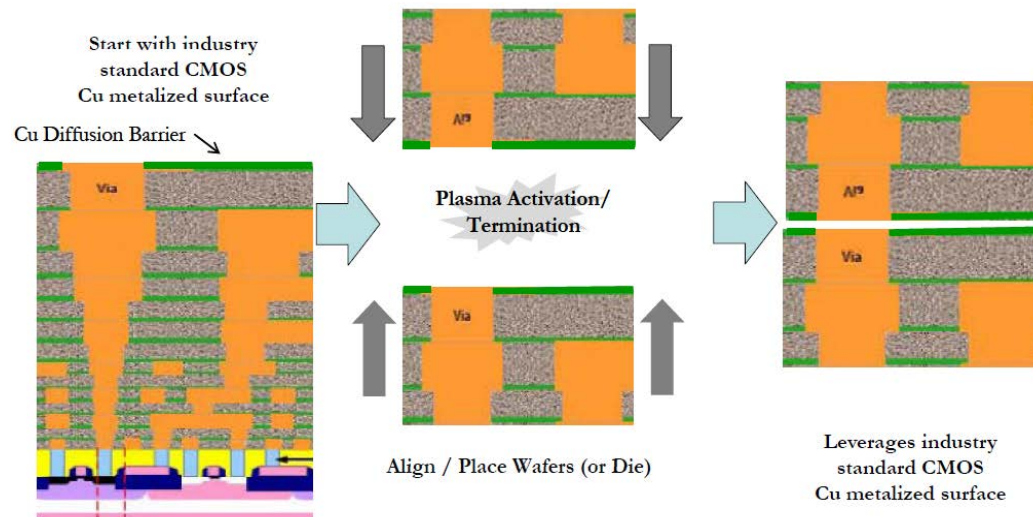 Start with industry
standard CMOS
Cu metalized surface
Cu Diffusion Barrier
Via
Plasma Activation/
Termination
Via
Align / Place Wafers (or Die)
Via
Leverages industry
standard CMOS
Cu metalized surface